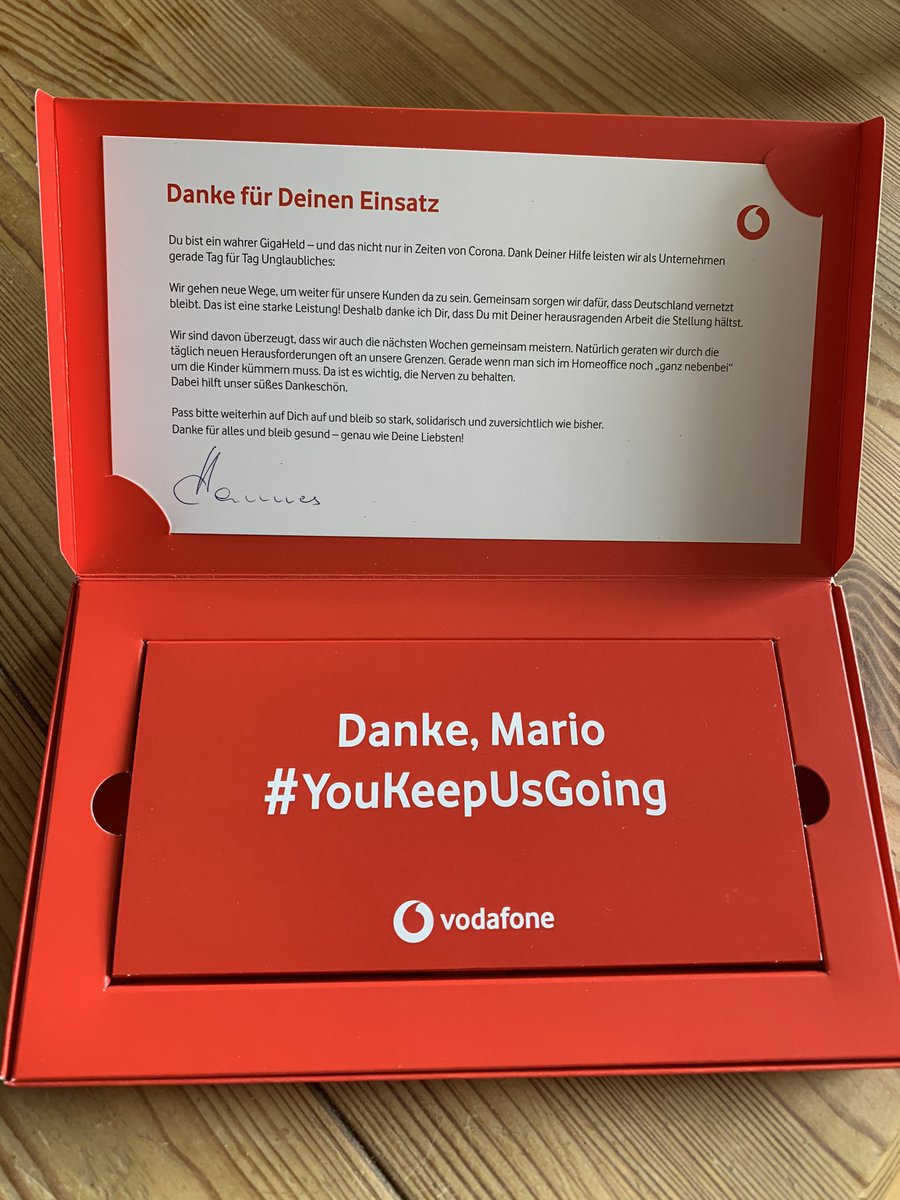 Danke für Deinen Einsatz
Du bist ein wahrer GigaHeld – und das nicht nur in Zeiten von Corona. Dank Deiner Hilfe leisten wir als Unternehmen
gerade Tag für Tag Unglaubliches:
Wir gehen neue Wege, um weiter für unsere Kunden da zu sein. Gemeinsam sorgen wir dafür, dass Deutschland vernetzt
bleibt. Das ist eine starke Leistung! Deshalb danke ich Dir, dass Du mit Deiner herausragenden Arbeit die Stellung hältst.
Wir sind davon überzeugt, dass wir auch die nächsten Wochen gemeinsam meistern. Natürlich geraten wir durch die
täglich neuen Herausforderungen oft an unsere Grenzen. Gerade wenn man sich im Homeoffice noch „ganz nebenbei“
um die Kinder kümmern muss. Da ist es wichtig, die Nerven zu behalten.
Dabei hilft unser süßes Dankeschön.
Pass bitte weiterhin auf Dich auf und bleib so stark, solidarisch und zuversichtlich wie bisher.
Danke für alles und bleib gesund – genau wie Deine Liebsten!
Hannes
Danke, Mario
#YouKeepUsGoing
vodafone